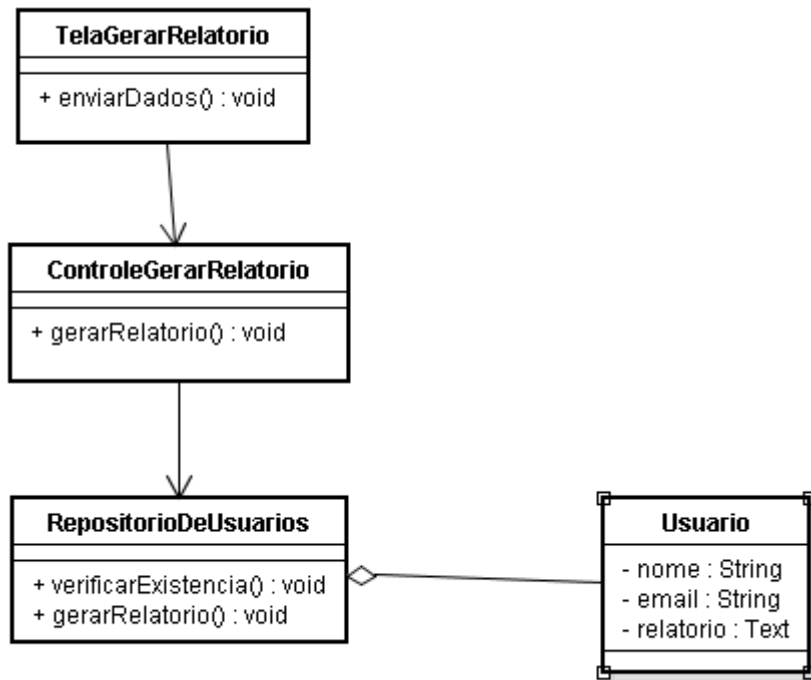 TelaGerarRelatorio
+ enviarDados() : void
ControleGerarRelatorio
+ gerarRelatorio() : void
RepositorioDeUsuarios
+ verificarExistencia() : void
+ gerarRelatorio() : void
Usuario
- nome : String
- email : String
- relatorio : Text